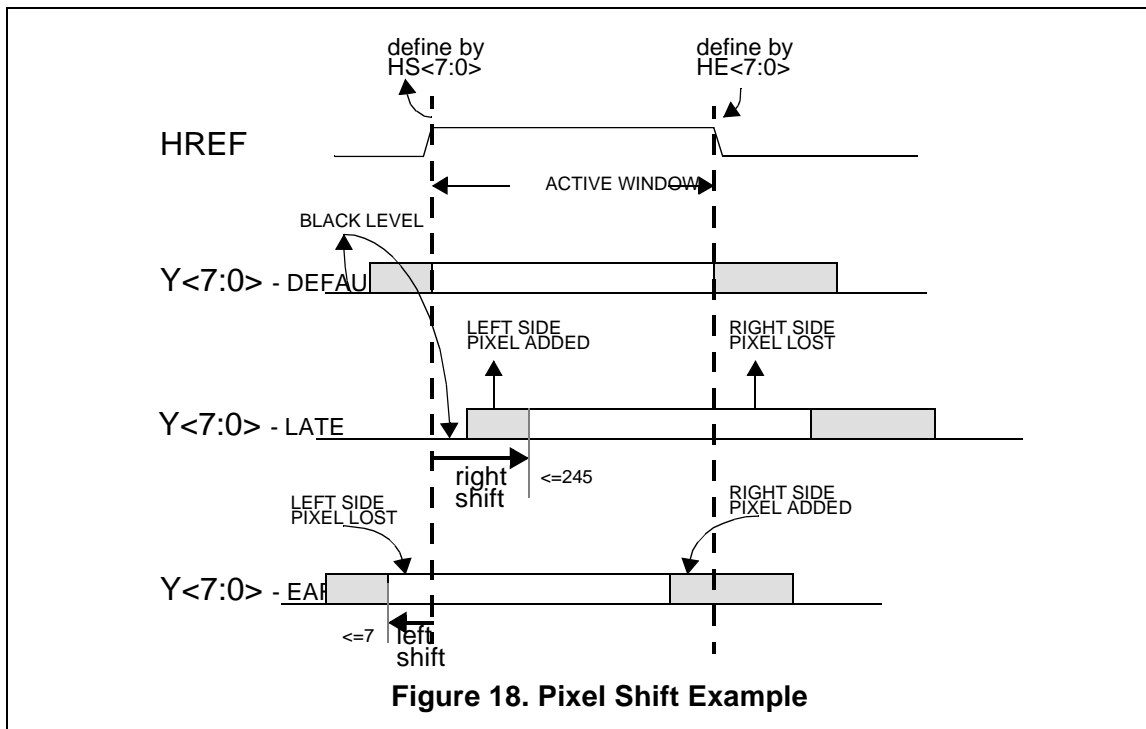 define by
HS<7:0>
define by
HE<7:0>
HREF
ACTIVE WINDOW
BLACK LEVEL
Y<7:0> - DEFAU
LEFT SIDE
PIXEL ADDED
RIGHT SIDE
PIXEL LOST
Y<7:0> - LATE
right
shift
<=245
LEFT SIDE
PIXEL LOST
RIGHT SIDE
PIXEL ADDED
Y<7:0> - EAR
<=7
left
shift
Figure 18. Pixel Shift Example